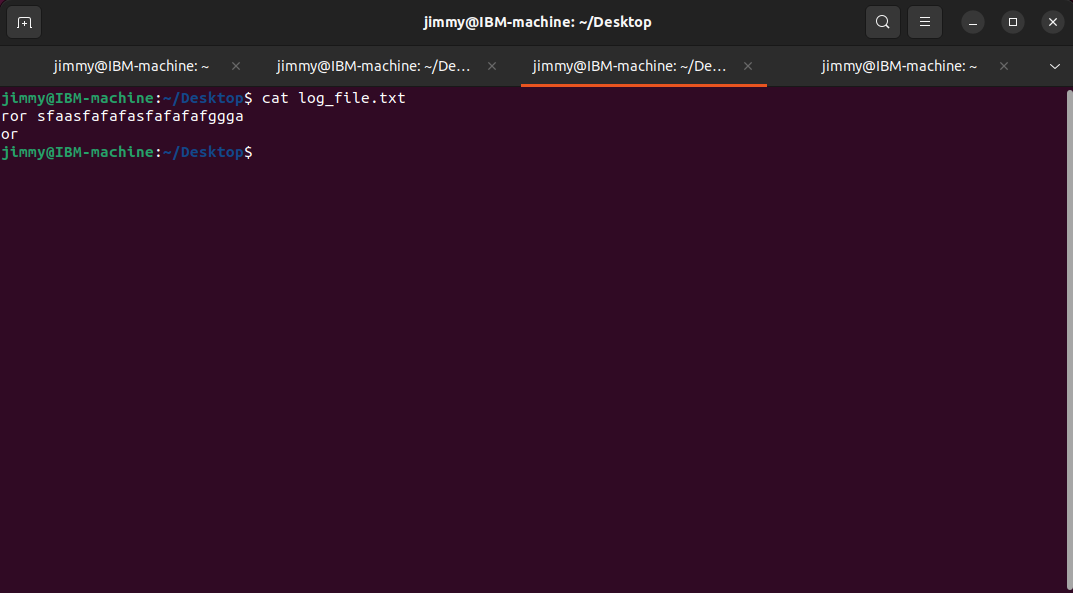 jimmy@IBM-machine: ~/Desktop
jimmy@IBM-machine: ~
jimmy@IBM-machine: ~/De...
jimmy@IBM-machine: ~/De...
jimmy@IBM-machine: ~
jimmy@IBM-machine:~/Desktop$ cat log_file.txt
ror sfaasfafafasfafafafggga
or
jimmy@IBM-machine:~/Desktop$